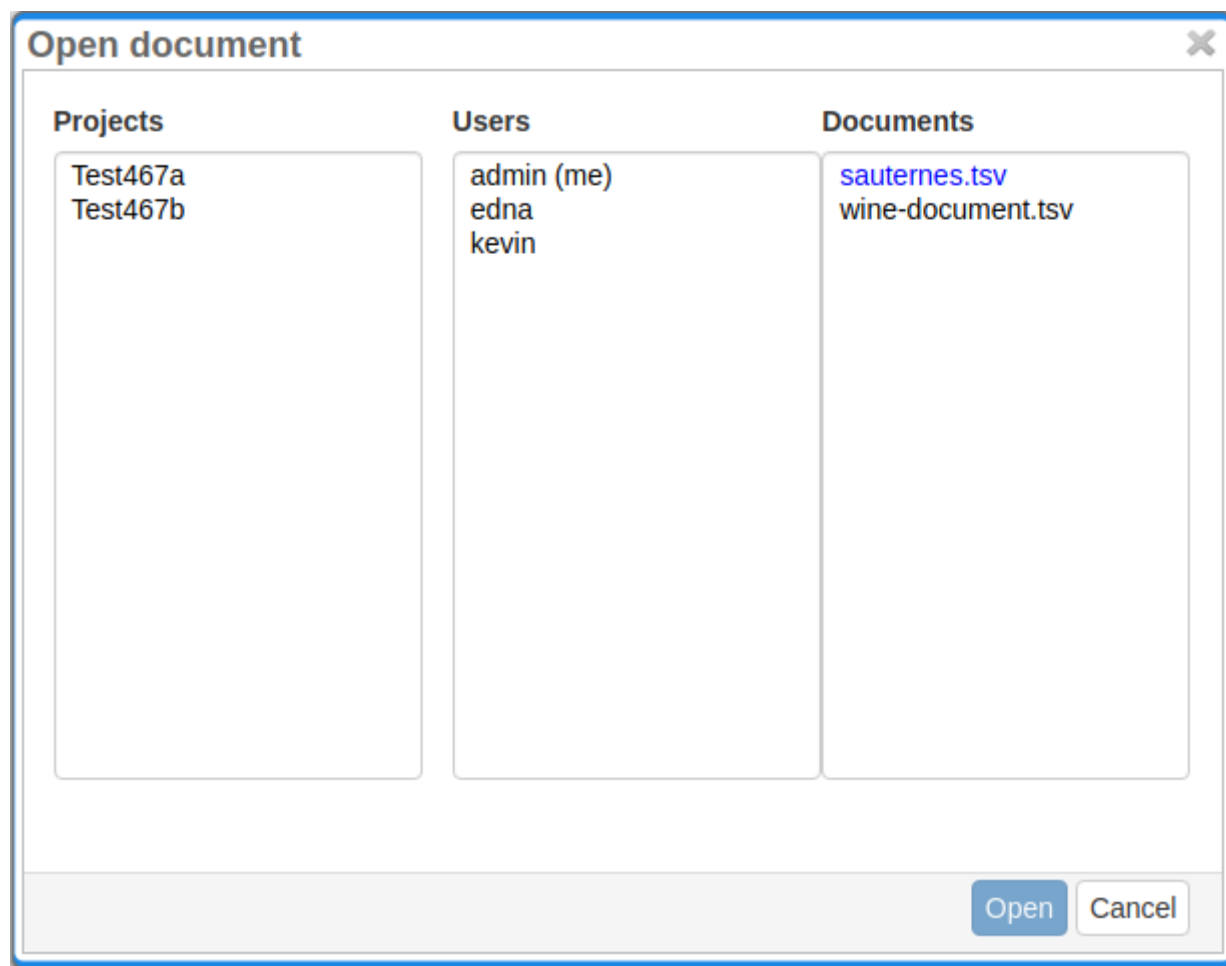 Open document
Projects
Test467a
Test467b
Users
admin (me)
edna
kevin
Documents
sauternes.tsv
wine-document.tsv
Open
Cancel